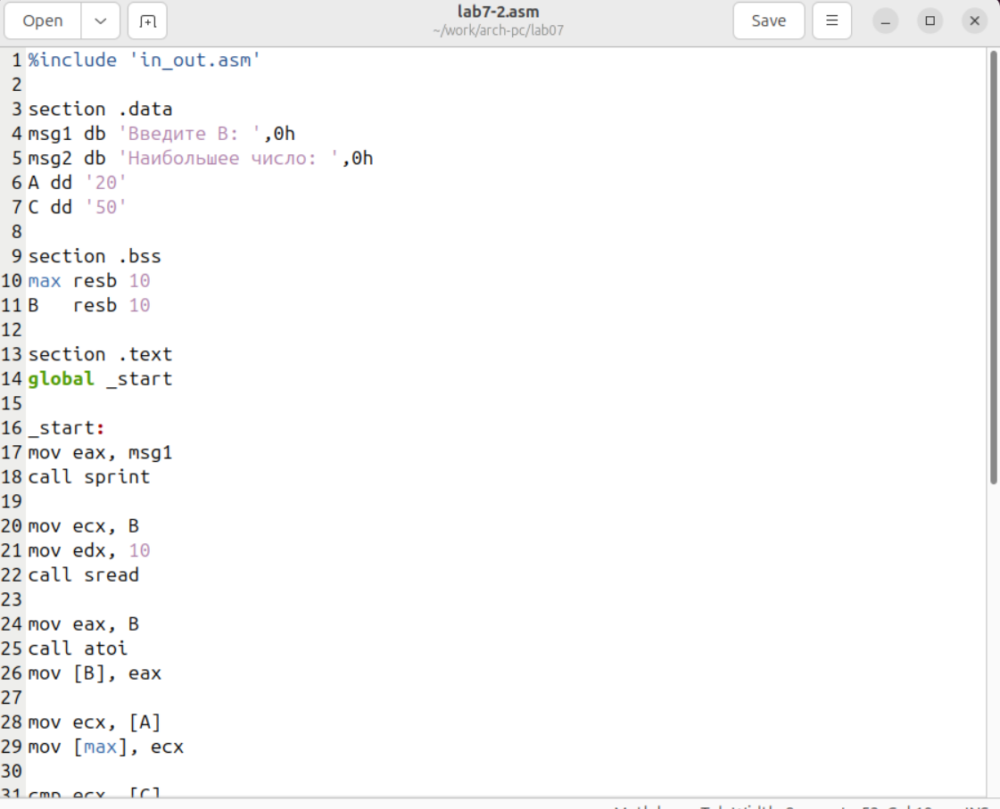 Open
lab7-2.asm
~/work/arch-pc/lab07
Save
1 %include 'in_out.asm'
2
3 section .data
4 msg1 db 'Введите B: ',0h
5 msg2 db 'Наибольшее число: ',0h
6 A dd '20'
7 C dd '50'
8
9 section .bss
10 max resb 10
11 B   resb 10
12
13 section .text
14 global _start
15
16 _start:
17 mov eax, msg1
18 call sprint
19
20 mov ecx, B
21 mov edx, 10
22 call sread
23
24 mov eax, B
25 call atoi
26 mov [B], eax
27
28 mov ecx, [A]
29 mov [max], ecx
30
31 cmp ecx, [C]